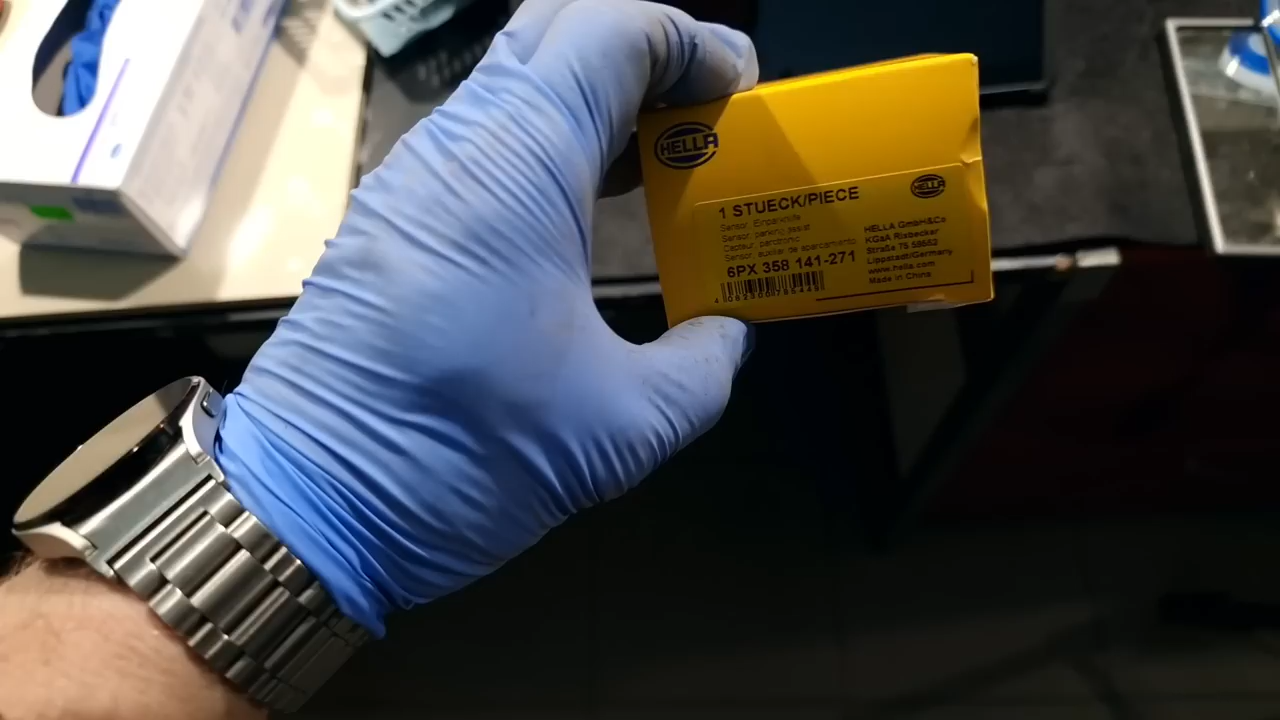 HELLA
HELLA
1 STUECK/PIECE
Sensor, Einparkhilfe
Sensor, parking assist
Capteur, parctronic
Sensor, auxiliar de aparcamiento
6PX 358 141-271
HELLA GmbH&Co
KGaA Rixbecker
Straße 75 59552
Lippstadt/Germany
www.hella.com
Made in China